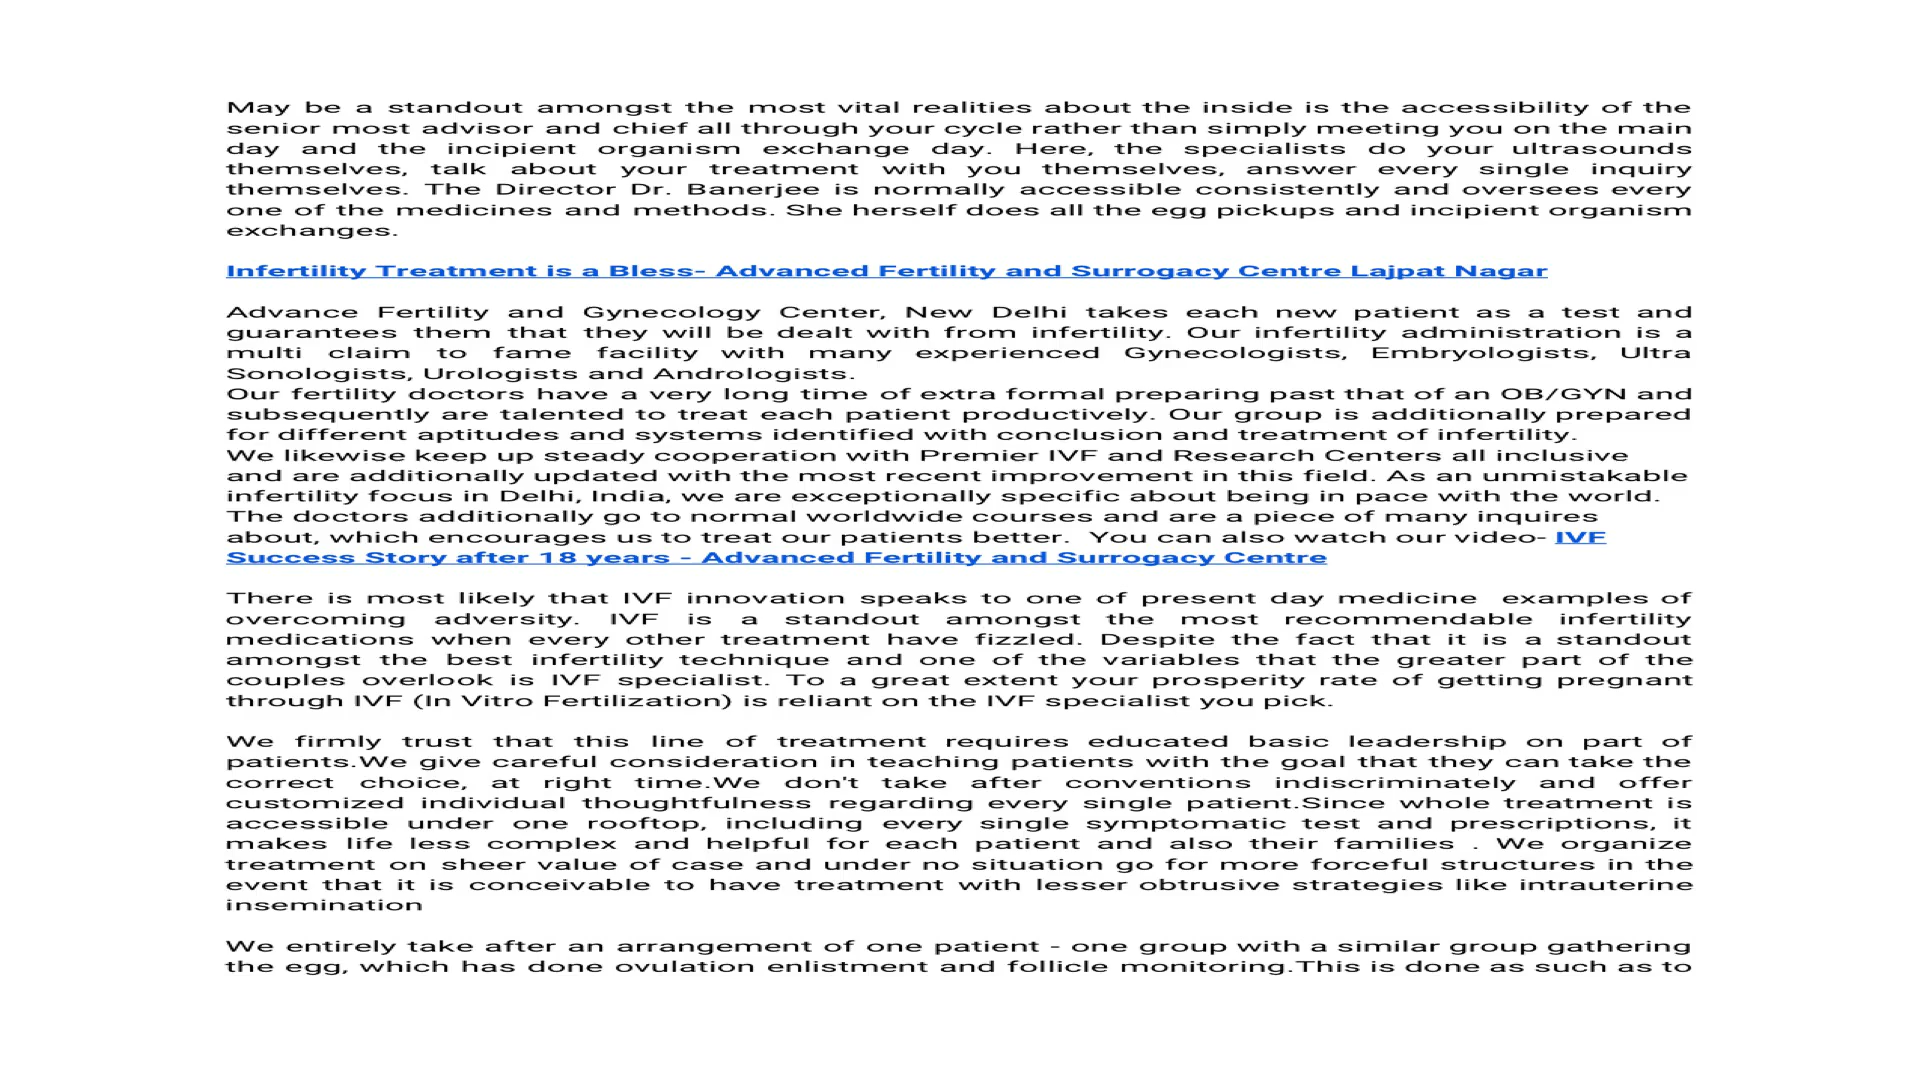 May be a standout amongst the most vital realities about the inside is the accessibility of the
senior most advisor and chief all through your cycle rather than simply meeting you on the main
day and the incipient organism exchange day. Here, the specialists do your ultrasounds
themselves, talk about your treatment with you themselves, answer every single inquiry
themselves. The Director Dr. Banerjee is normally accessible consistently and oversees every
one of the medicines and methods. She herself does all the egg pickups and incipient organism
exchanges.
Infertility Treatment is a Bless- Advanced Fertility and Surrogacy Centre Lajpat Nagar
Advance Fertility and Gynecology Center, New Delhi takes each new patient as a test and
guarantees them that they will be dealt with from infertility. Our infertility administration is a
multi claim to fame facility with many experienced Gynecologists, Embryologists, Ultra
Sonologists, Urologists and Andrologists.
Our fertility doctors have a very long time of extra formal preparing past that of an OB/GYN and
subsequently are talented to treat each patient productively. Our group is additionally prepared
for different aptitudes and systems identified with conclusion and treatment of infertility.
We likewise keep up steady cooperation with Premier IVF and Research Centers all inclusive
and are additionally updated with the most recent improvement in this field. As an unmistakable
infertility focus in Delhi, India, we are exceptionally specific about being in pace with the world.
The doctors additionally go to normal worldwide courses and are a piece of many inquires
about, which encourages us to treat our patients better. You can also watch our video- IVF
Success Story after 18 years - Advanced Fertility and Surrogacy Centre
There is most likely that IVF innovation speaks to one of present day medicine examples of
overcoming adversity. IVF is a standout amongst the most recommendable infertility
medications when every other treatment have fizzled. Despite the fact that it is a standout
amongst the best infertility technique and one of the variables that the greater part of the
couples overlook is IVF specialist. To a great extent your prosperity rate of getting pregnant
through IVF (In Vitro Fertilization) is reliant on the IVF specialist you pick.
We firmly trust that this line of treatment requires educated basic leadership on part of
patients.We give careful consideration in teaching patients with the goal that they can take the
correct choice, at right time.We don't take after conventions indiscriminately and offer
customized individual thoughtfulness regarding every single patient.Since whole treatment is
accessible under one rooftop, including every single symptomatic test and prescriptions, it
makes life less complex and helpful for each patient and also their families . We organize
treatment on sheer value of case and under no situation go for more forceful structures in the
event that it is conceivable to have treatment with lesser obtrusive strategies like intrauterine
insemination
We entirely take after an arrangement of one patient - one group with a similar group gathering
the egg, which has done ovulation enlistment and follicle monitoring.This is done as such as to